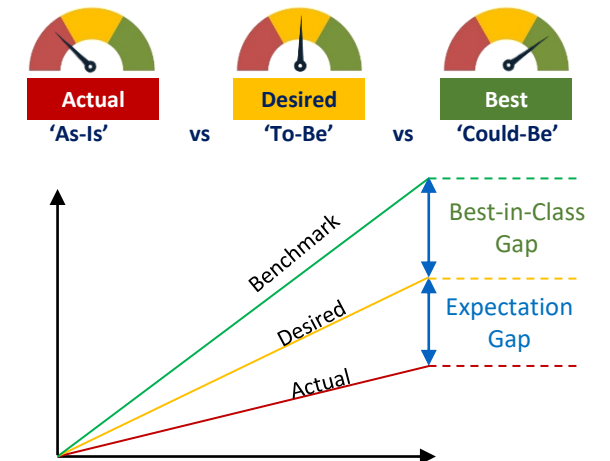 Actual
Desired
Best
‘As-Is’ vs ‘To-Be’ vs ‘Could-Be’
Benchmark
Desired
Actual
Best-in-Class
Gap
Expectation
Gap